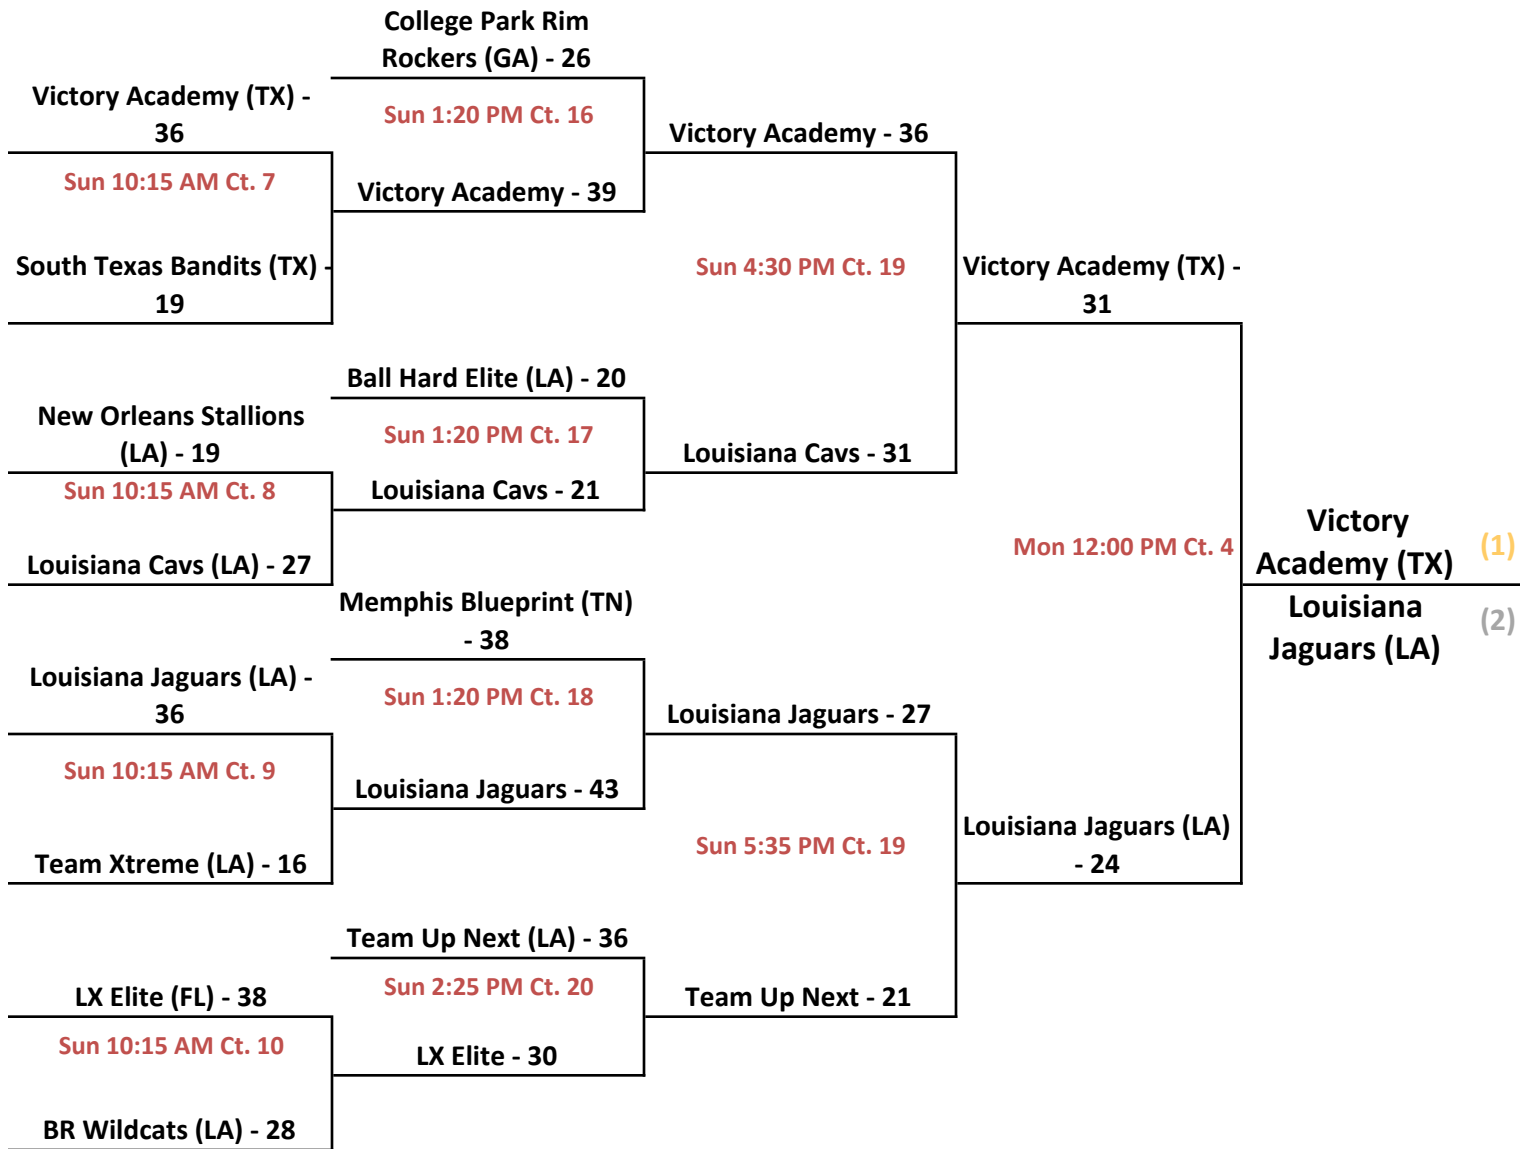 College Park Rim
Rockers (GA) - 26
Victory Academy (TX) -
36
Sun 1:20 PM Ct. 16
Victory Academy - 36
Sun 10:15 AM Ct. 7
Victory Academy - 39
South Texas Bandits (TX) -
19
Sun 4:30 PM Ct. 19
Victory Academy (TX) -
31
Ball Hard Elite (LA) - 20
New Orleans Stallions
(LA) - 19
Sun 1:20 PM Ct. 17
Louisiana Cavs - 31
Sun 10:15 AM Ct. 8
Louisiana Cavs - 21
Louisiana Cavs (LA) - 27
Mon 12:00 PM Ct. 4
Victory
Academy (TX)
(1)
Louisiana
Jaguars (LA)
(2)
Memphis Blueprint (TN)
- 38
Louisiana Jaguars (LA) -
36
Sun 1:20 PM Ct. 18
Louisiana Jaguars - 27
Sun 10:15 AM Ct. 9
Louisiana Jaguars - 43
Team Xtreme (LA) - 16
Sun 5:35 PM Ct. 19
Louisiana Jaguars (LA)
- 24
Team Up Next (LA) - 36
LX Elite (FL) - 38
Sun 2:25 PM Ct. 20
Team Up Next - 21
Sun 10:15 AM Ct. 10
LX Elite - 30
BR Wildcats (LA) - 28